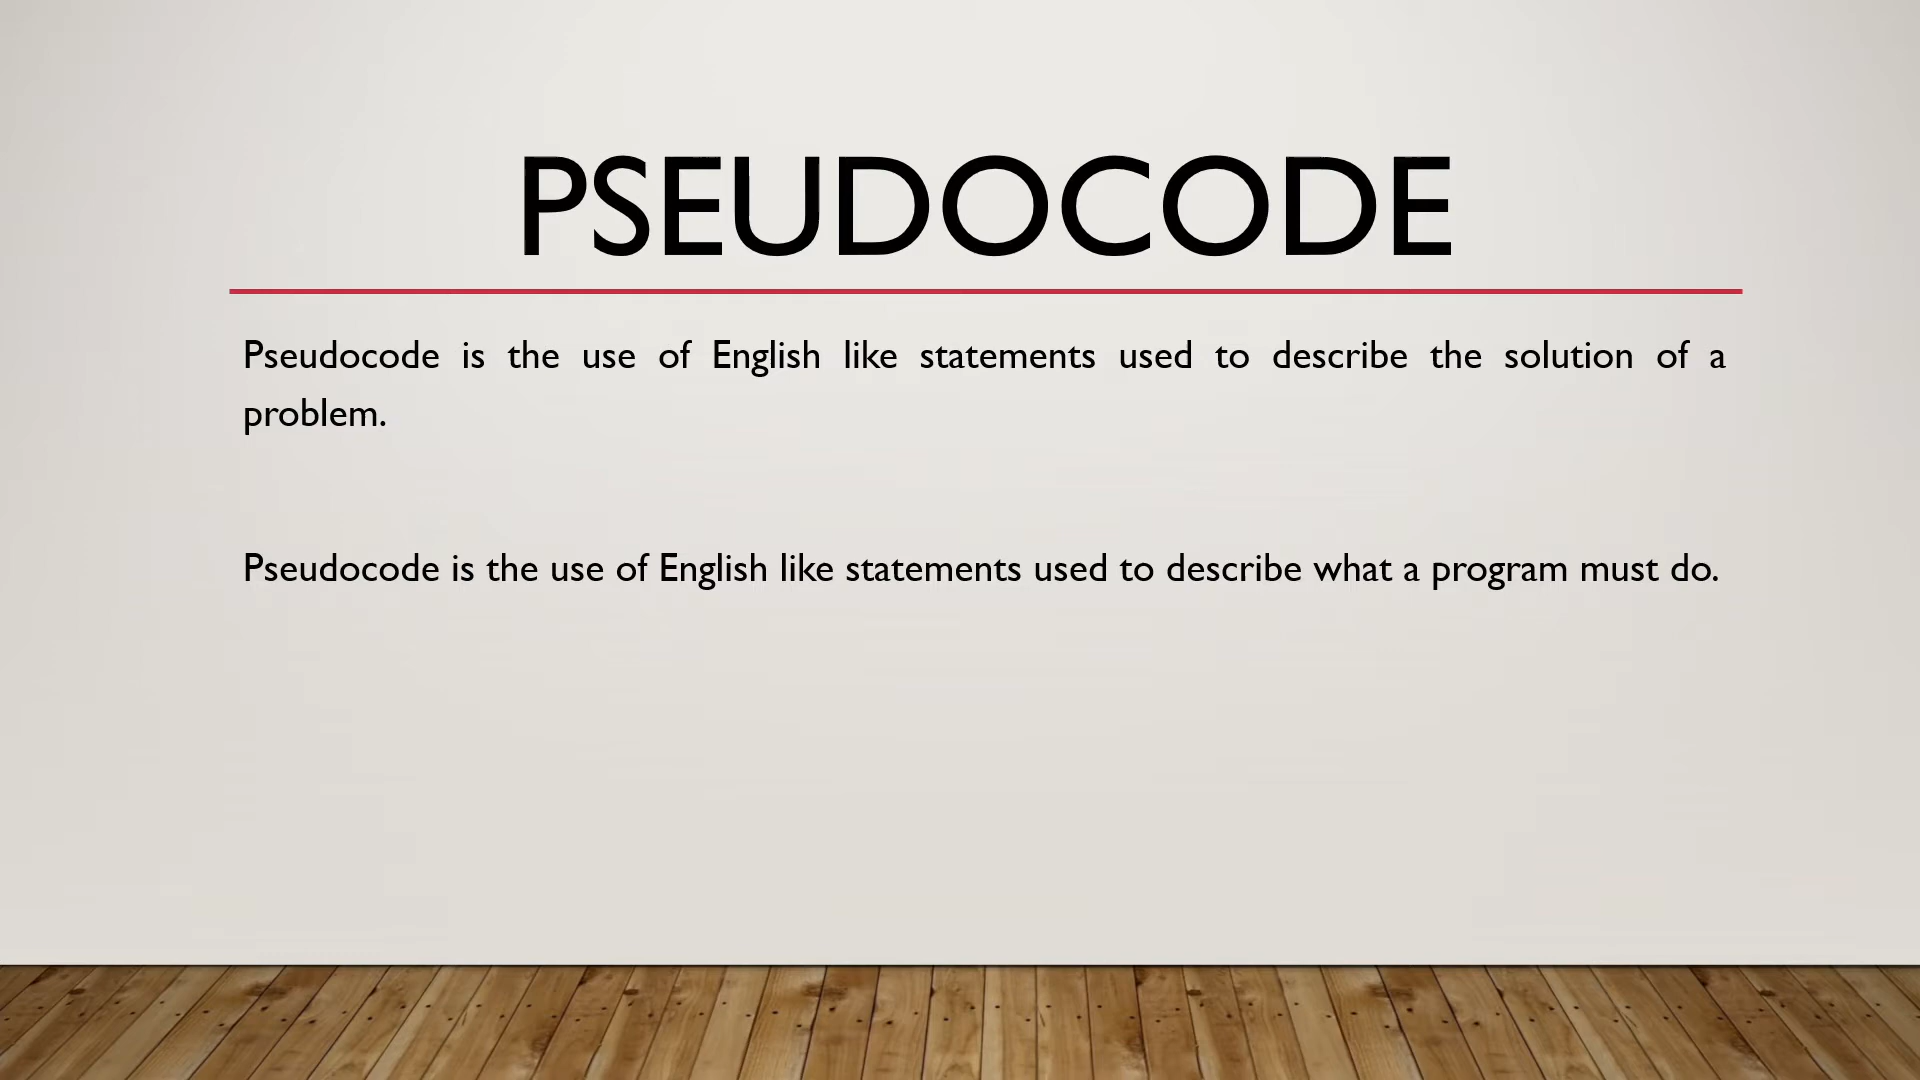 PSEUDOCODE
Pseudocode is the use of English like statements used to describe the solution of a
problem.
Pseudocode is the use of English like statements used to describe what a program must do.